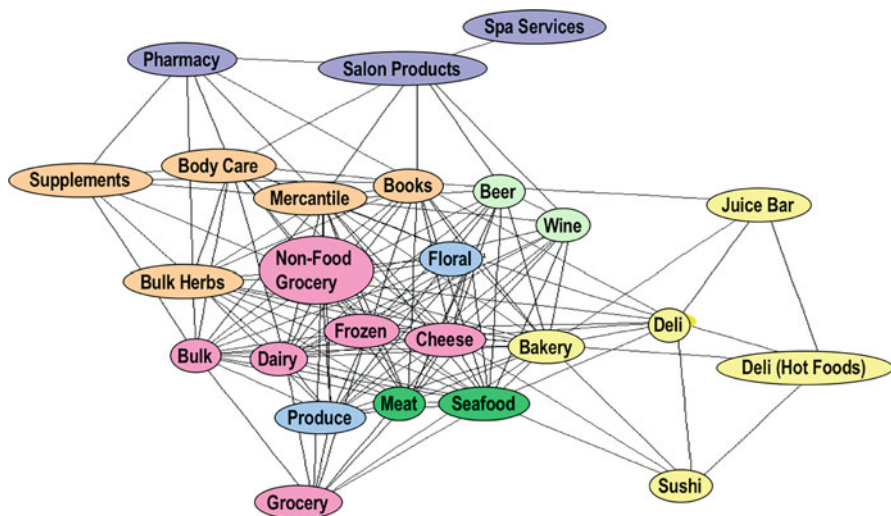 Spa Services
Pharmacy
Salon Products
Supplements
Body Care
Mercantile
Books
Beer
Juice Bar
Wine
Non-Food
Grocery
Floral
Bulk Herbs
Frozen
Cheese
Deli
Bulk
Dairy
Bakery
Deli (Hot Foods)
Produce
Meat
Seafood
Sushi
Grocery